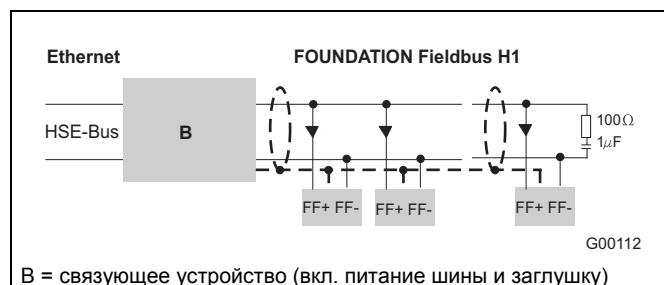 Ethernet FOUNDATION Fieldbus H1
HSE-Bus B 100Ω
1µF
FF+ FF- FF+ FF- FF+ FF-
G00112
B = связующее устройство (вкл. питание шины и заглушку)